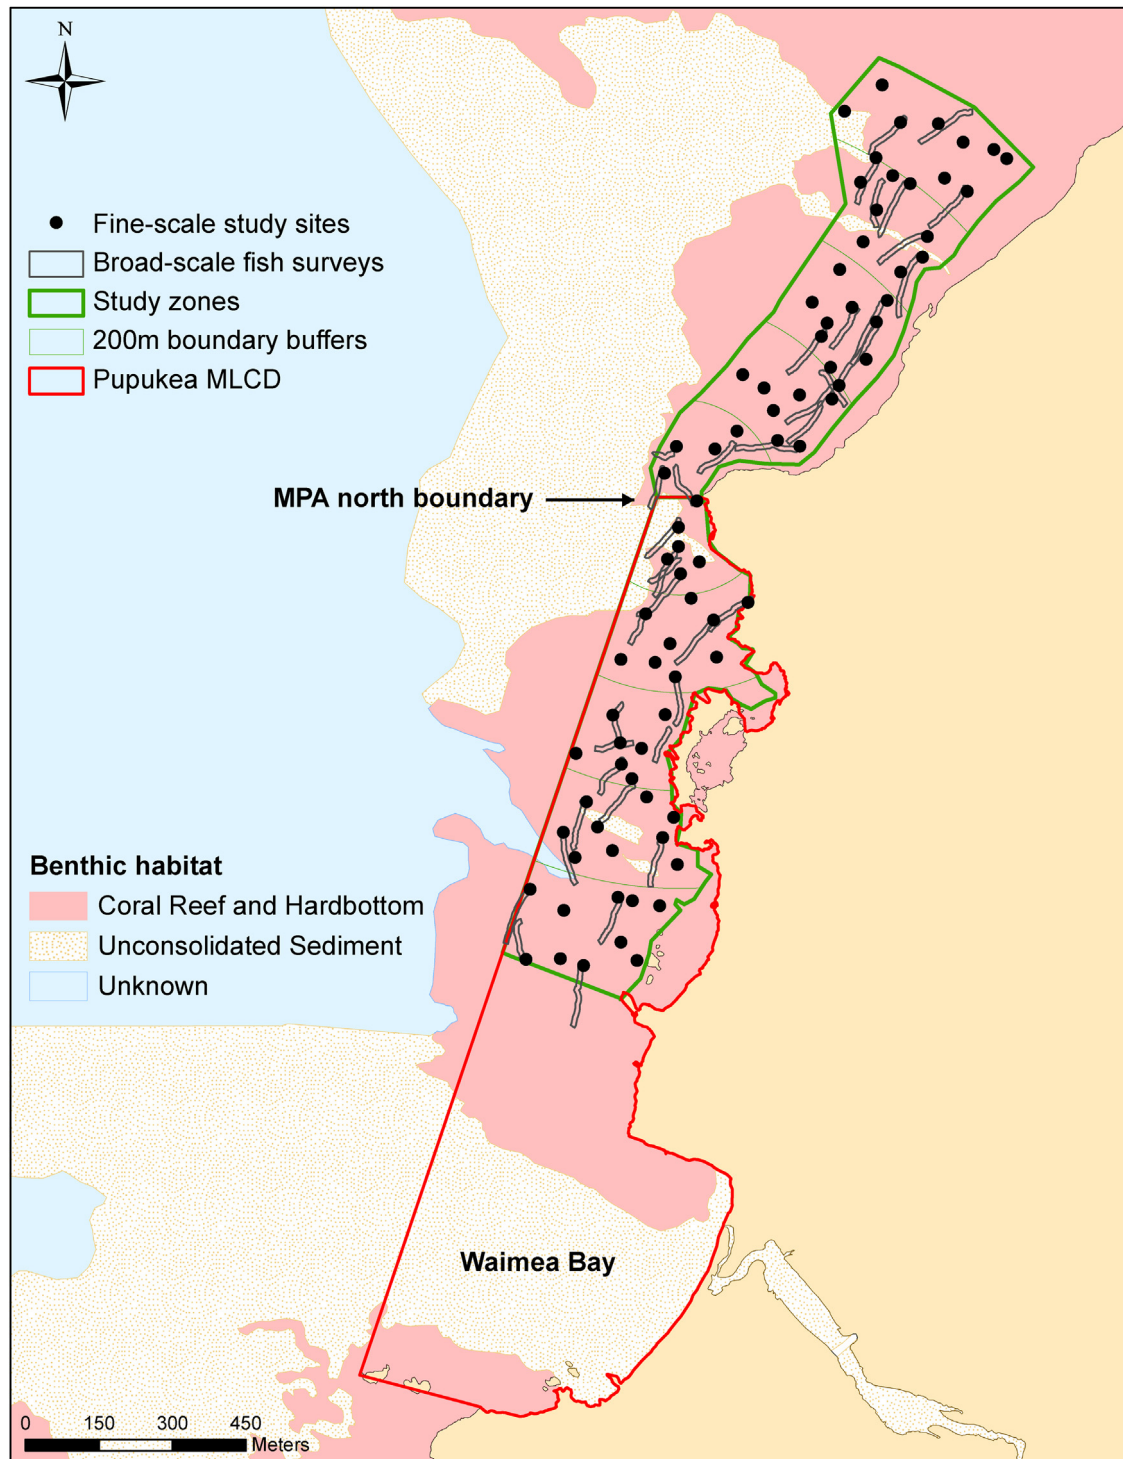 N
Fine-scale study sites
Broad-scale fish surveys
Study zones
200m boundary buffers
Pupukea MLCD
MPA north boundary
Benthic habitat
Coral Reef and Hardbottom
Unconsolidated Sediment
Unknown
Waimea Bay
0 150 300 450
Meters